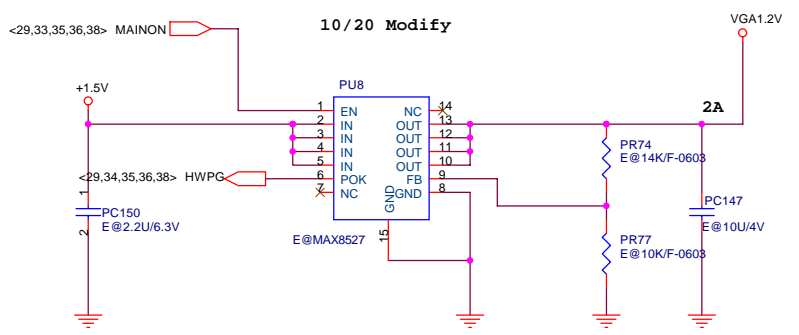 10/20 Modify
VGA1.2V
<29,33,35,36,38> MAINON
+1.5V
PU8
2A
1 EN NC 14
2 IN OUT 13
3 IN OUT 12
4 IN OUT 11
5 IN OUT 10
6 POK FB 9
7 NC GND 8
GND
15
<29,34,35,36,38> HWPG
1
PC150
E@2.2U/6.3V
2
E@MAX8527
PR74
E@14K/F-0603
PC147
E@10U/4V
PR77
E@10K/F-0603